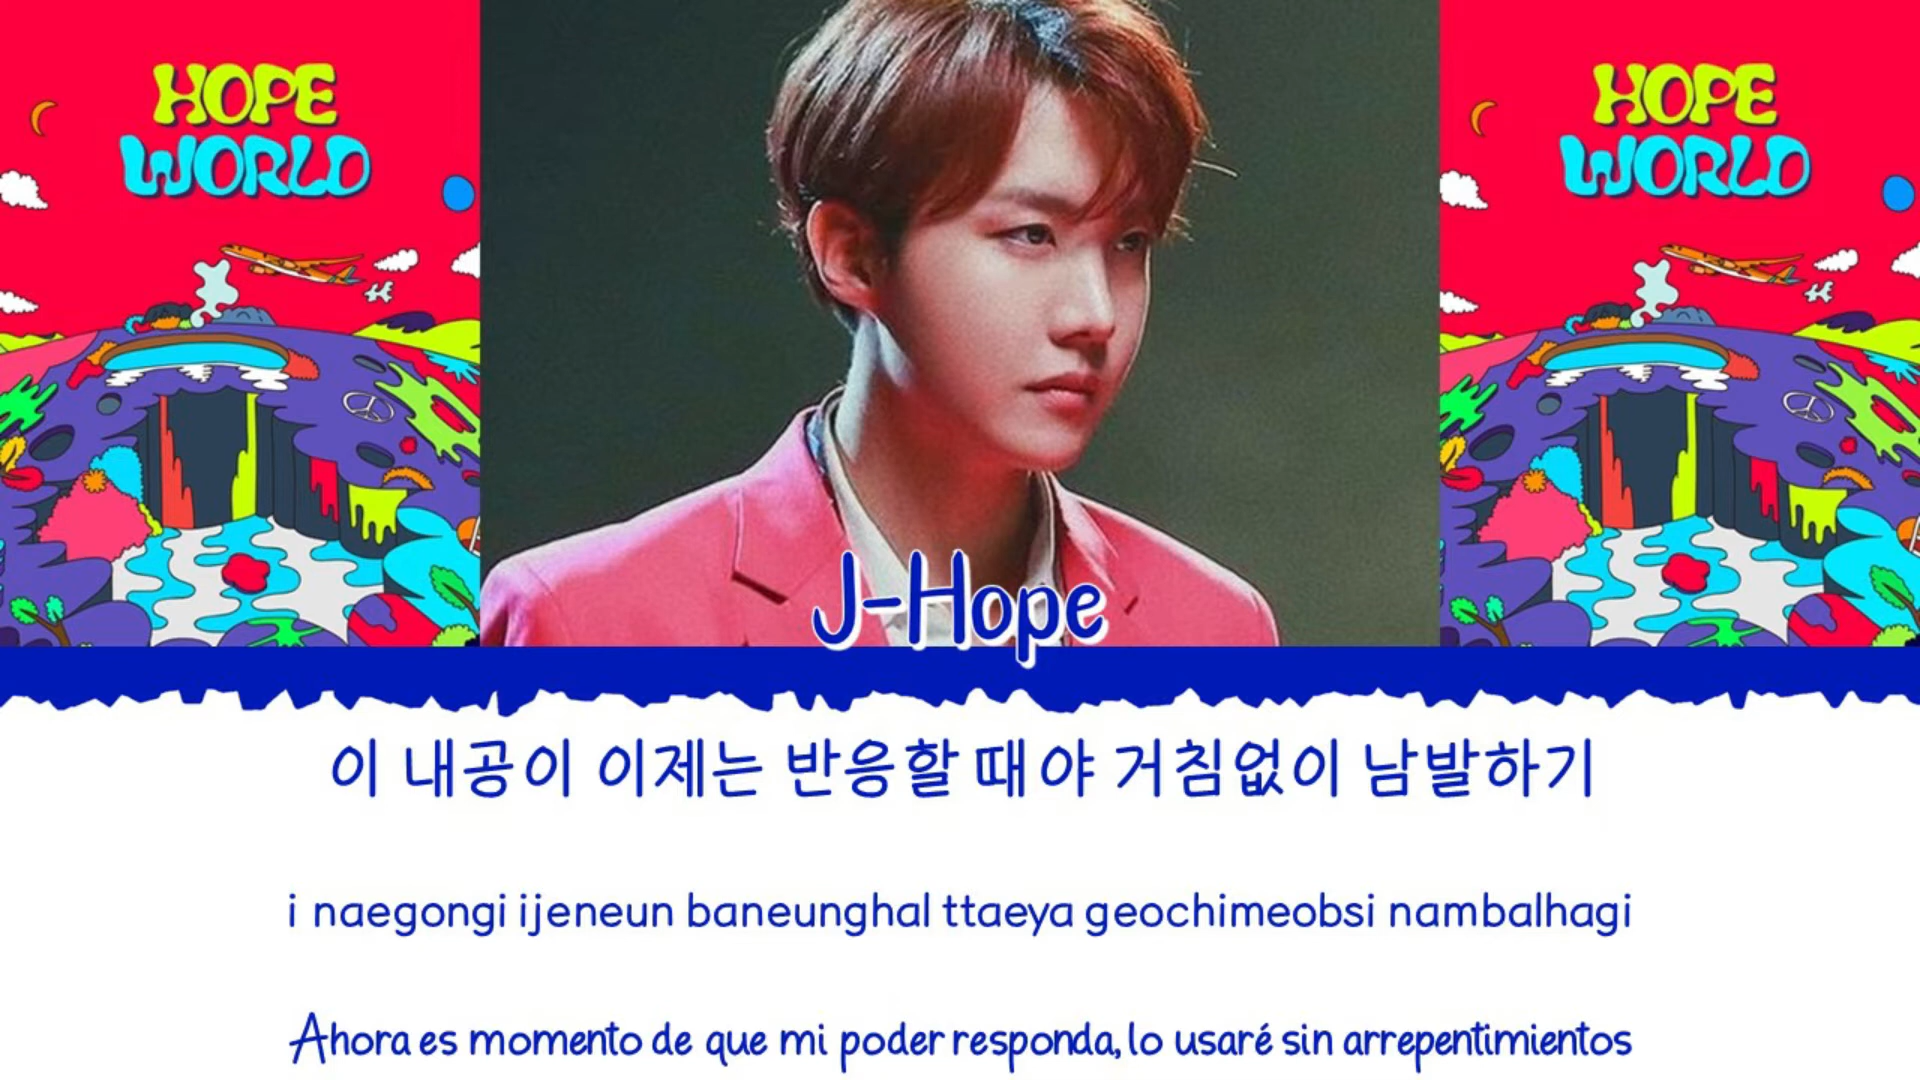 HOPE
WORLD
HOPE
WORLD
J-Hope
이 내공이 이제는 반응할 때야 거침없이 남발하기
i naegongi ijeneun baneunghal ttaeya geochimeobsi nambalhagi
Ahora es momento de que mi poder responda, lo usaré sin arrepentimientos